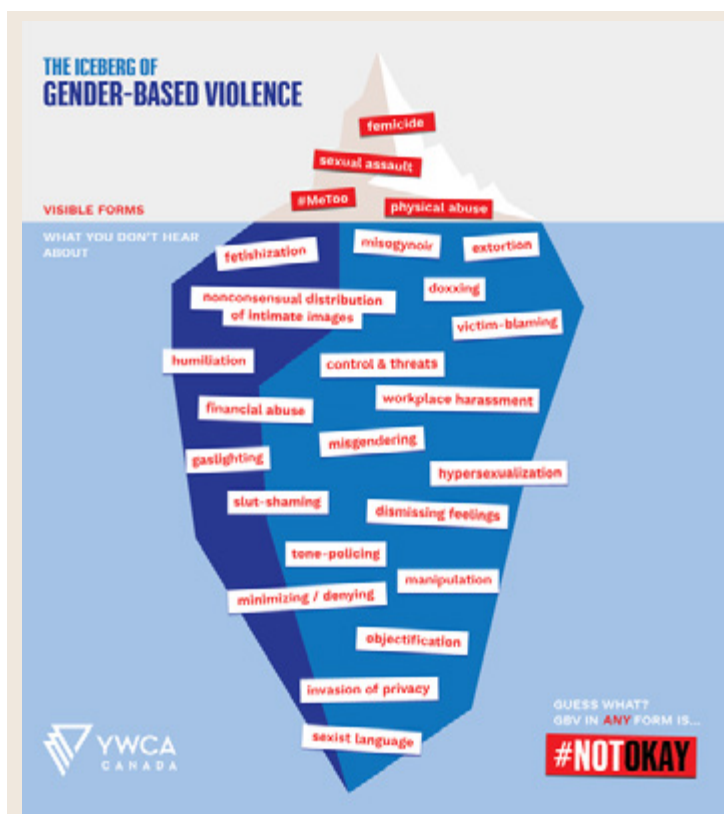 THE ICEBERG OF
GENDER-BASED VIOLENCE
femicide
sexual assault
#MeToo
physical abuse
VISIBLE FORMS
WHAT YOU DON'T HEAR
ABOUT
fetishization
misogynoir
extortion
doxxing
nonconsensual distribution
of intimate images
victim-blaming
humiliation
control & threats
workplace harassment
financial abuse
misgendering
gaslighting
hypersexualization
slut-shaming
dismissing feelings
tone-policing
manipulation
minimizing / denying
objectification
invasion of privacy
sexist language
GUESS WHAT?
GBV IN ANY FORM IS...
#NOTOKAY
YWCA
CANADA